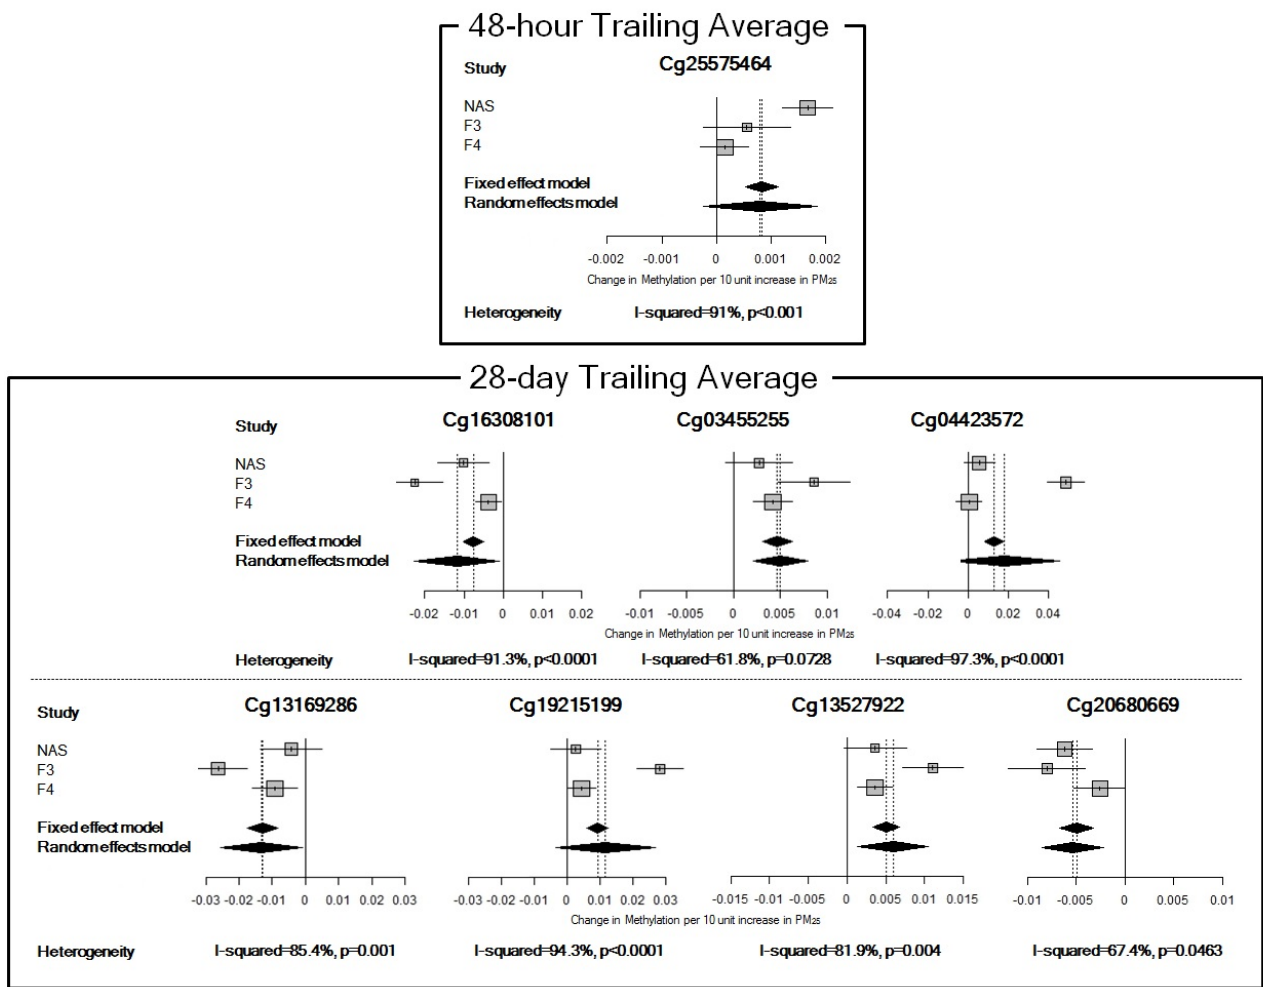 48-hour Trailing Average
Study Cg25575464
NAS
F3
F4
Fixed effect model
Random effects model
-0.002 -0.001 0 0.001 0.002
Change in Methylation per 10 unit increase in PM25
Heterogeneity I-squared=91%, p<0.001
28-day Trailing Average
Study Cg16308101 Cg03455255 Cg04423572
NAS
F3
F4
Fixed effect model
Random effects model
-0.02 -0.01 0 0.01 0.02 -0.01 -0.005 0 0.005 0.01 -0.04 -0.02 0 0.02 0.04
Change in Methylation per 10 unit increase in PM25
Heterogeneity I-squared=91.3%, p<0.0001 I-squared=61.8%, p=0.0728 I-squared=97.3%, p<0.0001
Study Cg13169286 Cg19215199 Cg13527922 Cg20680669
NAS
F3
F4
Fixed effect model
Random effects model
-0.03 -0.02 -0.01 0 0.01 0.02 0.03 -0.03 -0.02 -0.01 0 0.01 0.02 0.03 -0.015 -0.01 -0.005 0 0.005 0.01 0.015 -0.01 -0.005 0 0.005 0.01
Change in Methylation per 10 unit increase in PM25
Heterogeneity I-squared=85.4%, p=0.001 I-squared=94.3%, p<0.0001 I-squared=81.9%, p=0.004 I-squared=67.4%, p=0.0463